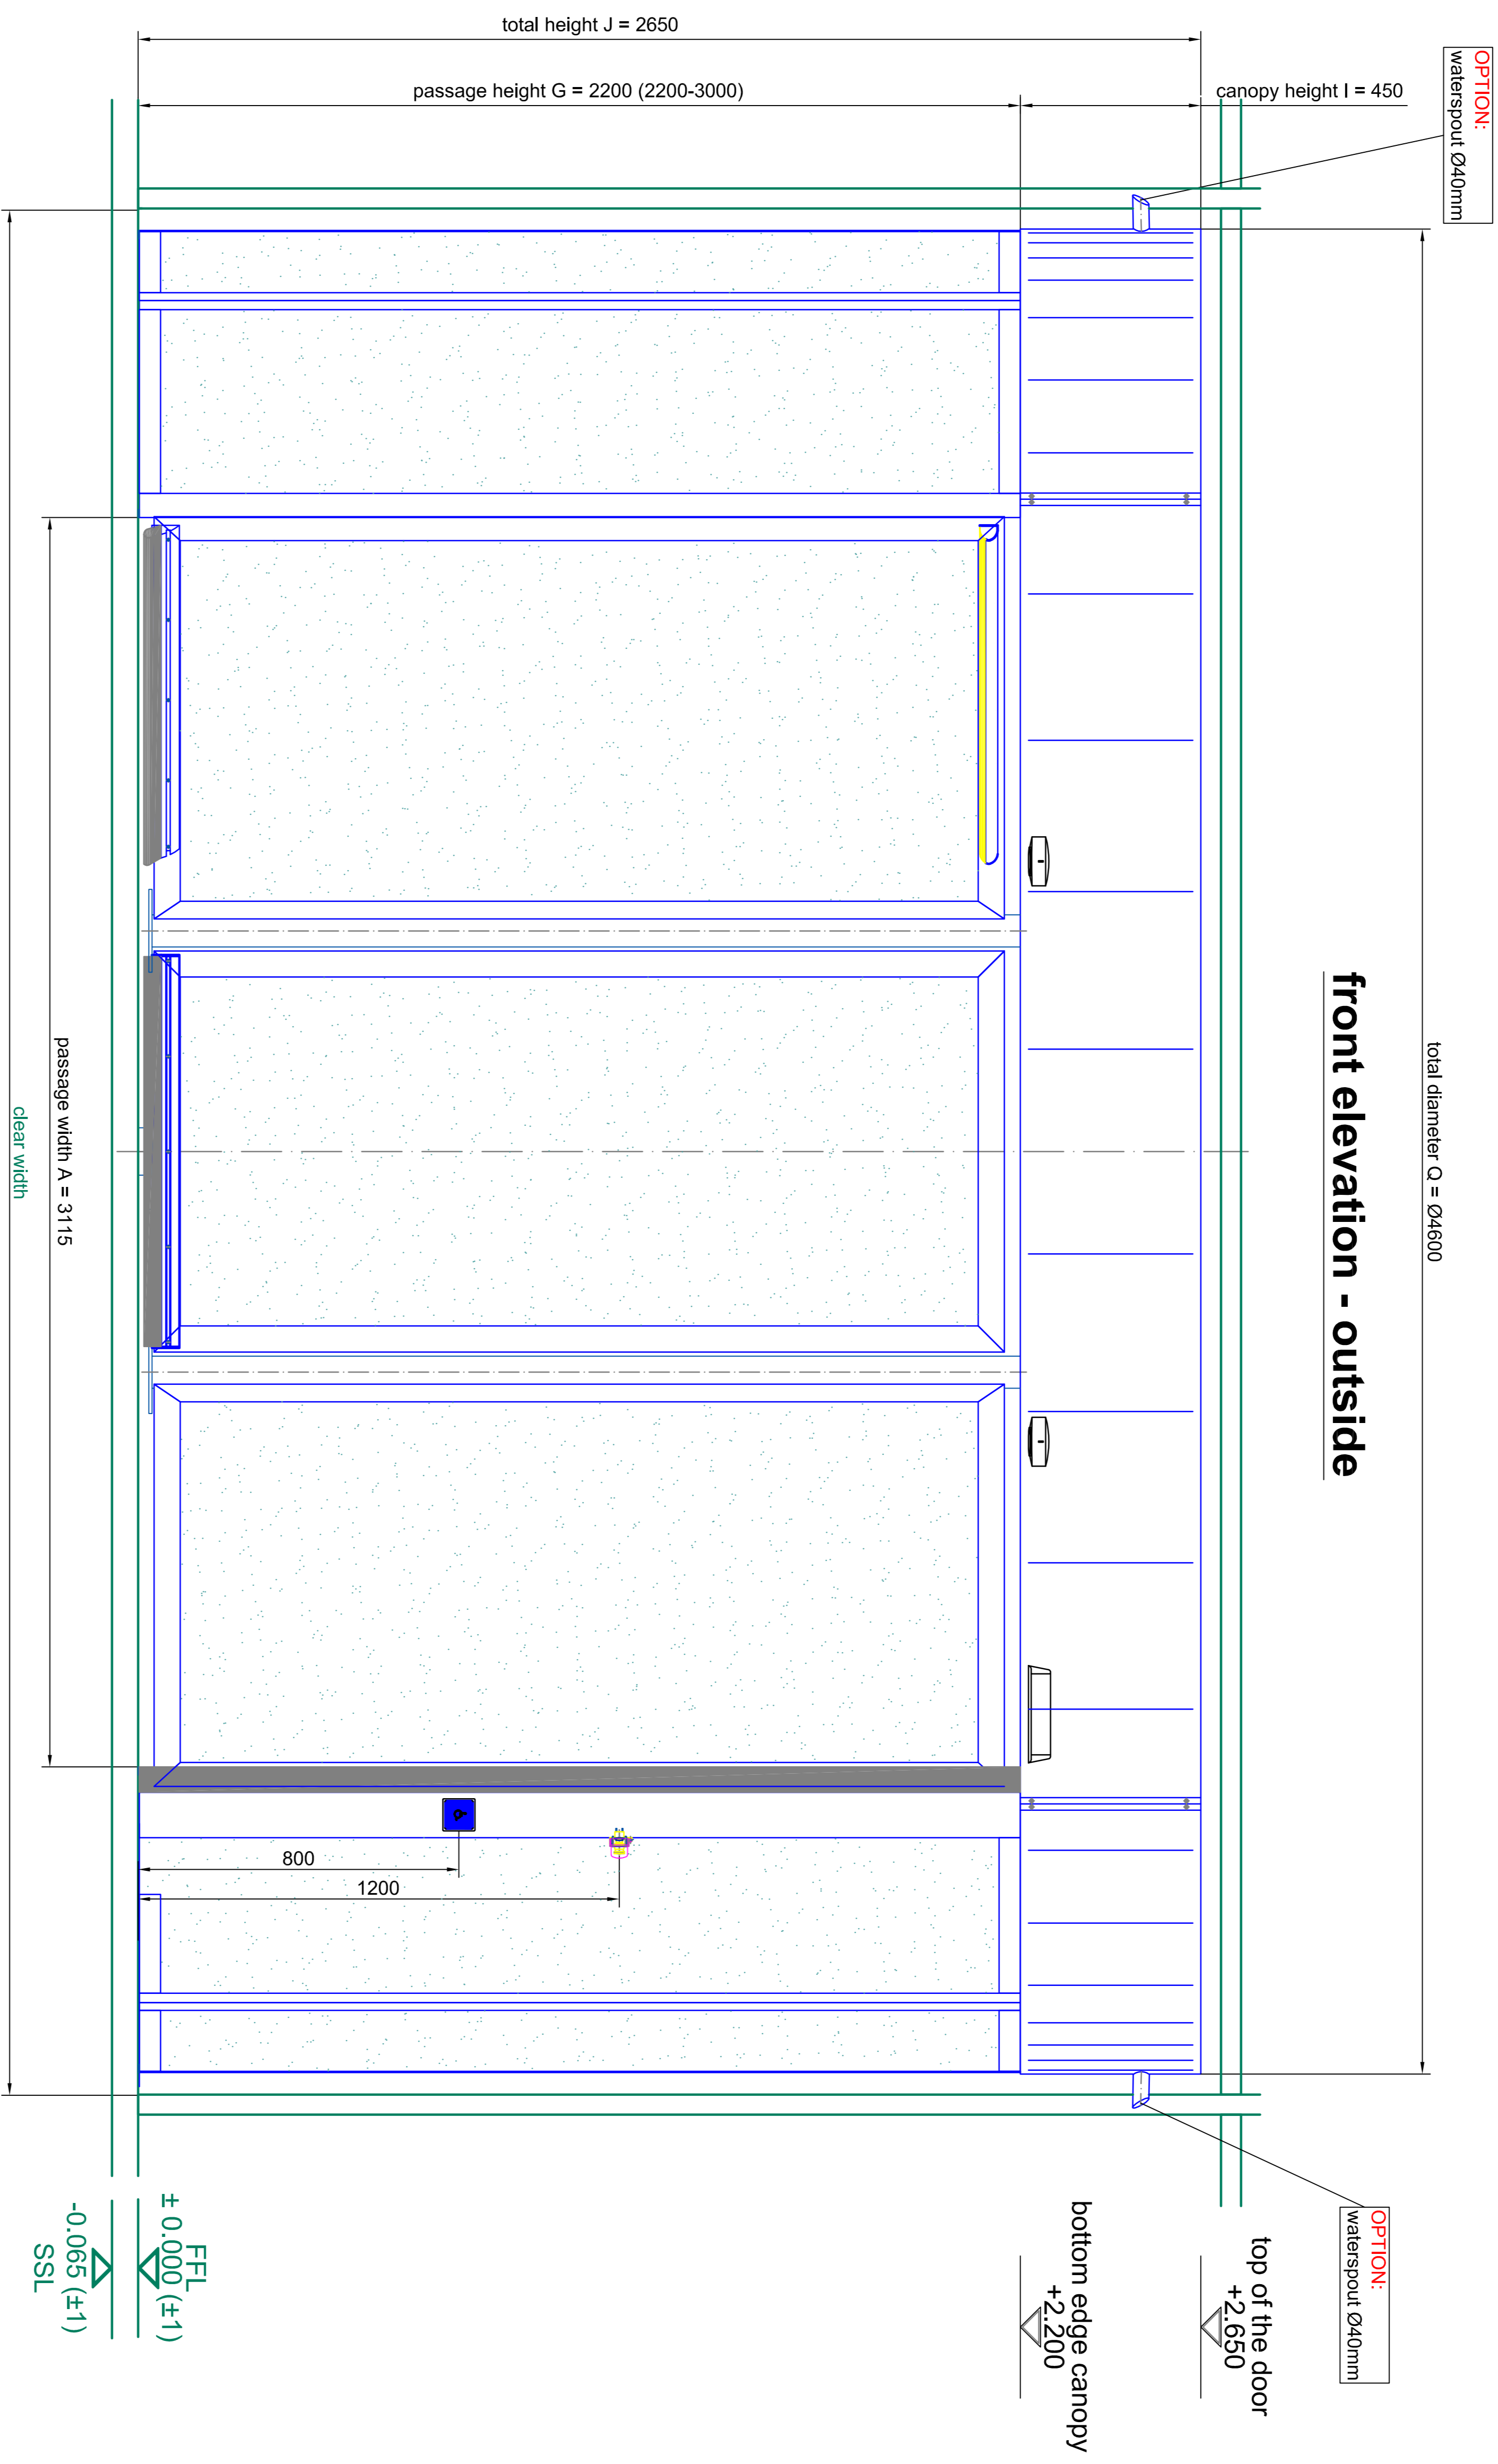 front elevation - outside
OPTION:
waterspout Ø40mm
total diameter Q = Ø4600
OPTION:
waterspout Ø40mm
canopy height I = 450
top of the door
+2.650
bottom edge canopy
+2.200
total height J = 2650
passage height G = 2200 (2200-3000)
1200
800
FFL
± 0.000 (±1)
-0.065 (±1)
SSL
passage width A = 3115
clear width